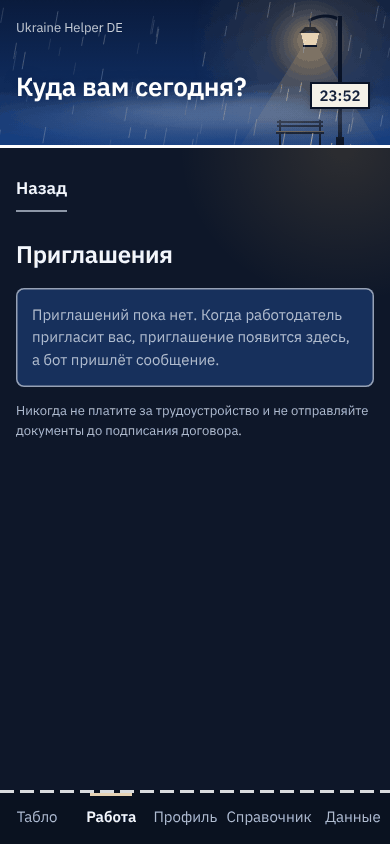 Ukraine Helper DE
Куда вам сегодня?
23:52
Назад
Приглашения
Приглашений пока нет. Когда работодатель
пригласит вас, приглашение появится здесь,
а бот пришлёт сообщение.
Никогда не платите за трудоустройство и не отправляйте
документы до подписания договора.
Табло Работа Профиль Справочник Данные